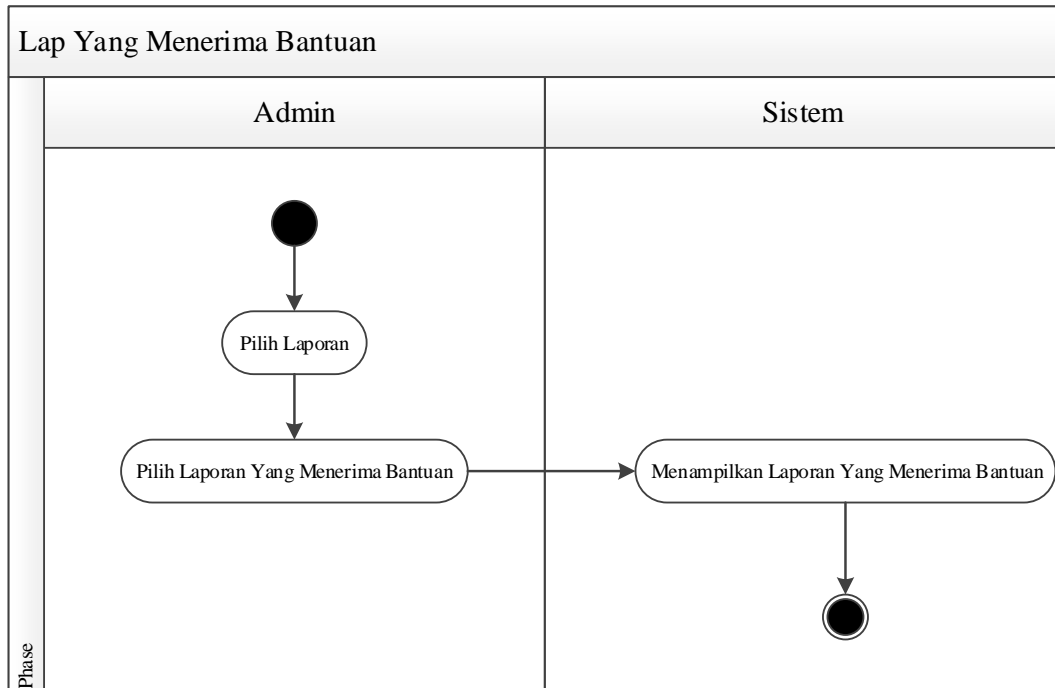 Lap Yang Menerima Bantuan
Admin
Sistem
Pilih Laporan
Pilih Laporan Yang Menerima Bantuan
Menampilkan Laporan Yang Menerima Bantuan
Phase